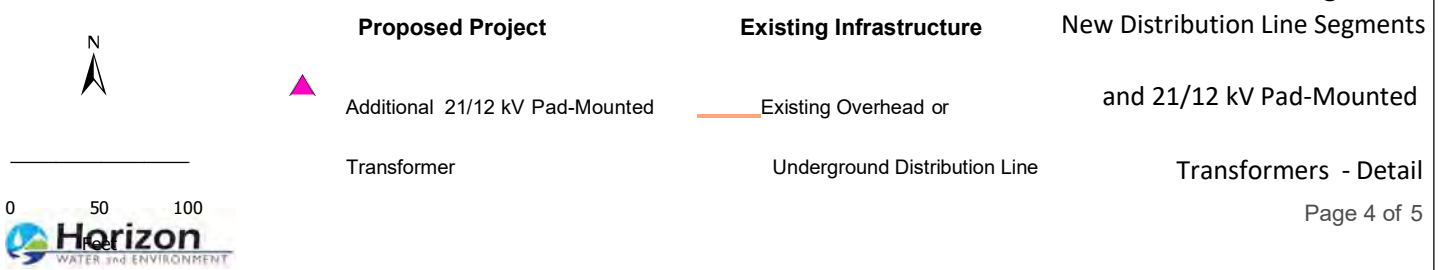 N
0 50 100
Feet
Horizon
WATER and ENVIRONMENT
Proposed Project
Additional 21/12 kV Pad-Mounted
Transformer
Existing Infrastructure
Existing Overhead or
Underground Distribution Line
New Distribution Line Segments
and 21/12 kV Pad-Mounted
Transformers - Detail
Page 4 of 5